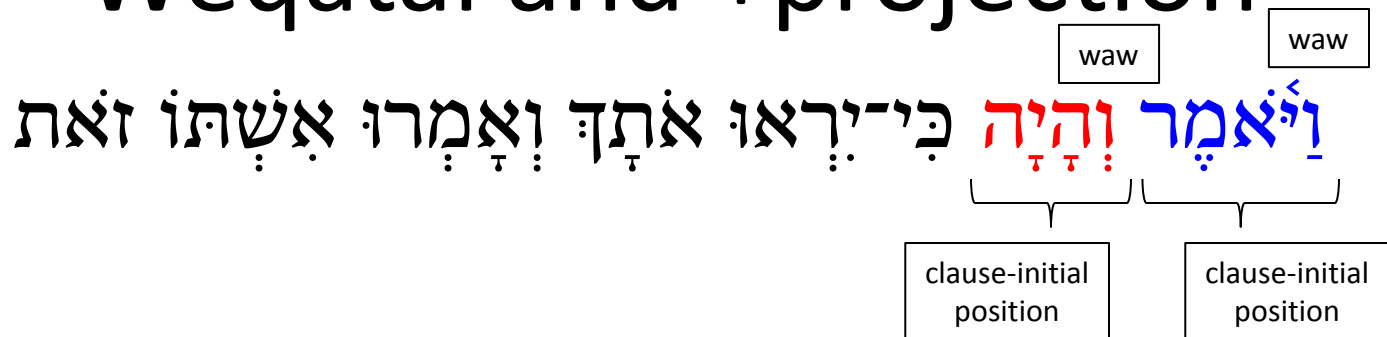 Weqatal and +projection
waw
waw
וַיֹּ֫אמֶר וְהָיָה כִּי־יִרְאוּ אֹתָךְ וְאָמְרוּ אִשְׁתּוֹ זֹאת
clause-initial position
clause-initial position